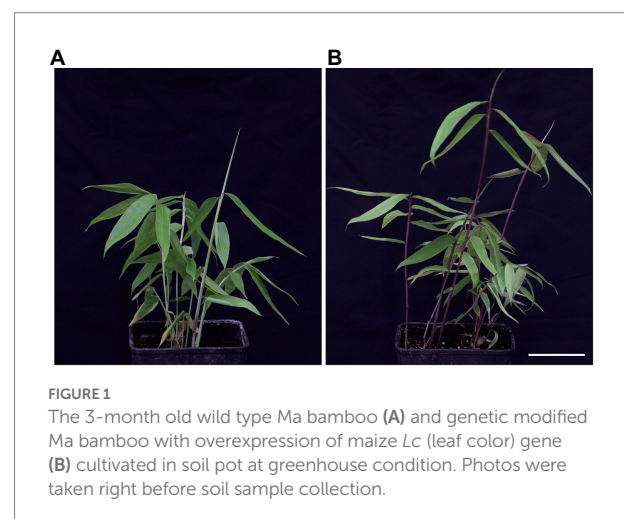 A
B
FIGURE 1
The 3-month old wild type Ma bamboo (A) and genetic modified
Ma bamboo with overexpression of maize Lc (leaf color) gene
(B) cultivated in soil pot at greenhouse condition. Photos were
taken right before soil sample collection.